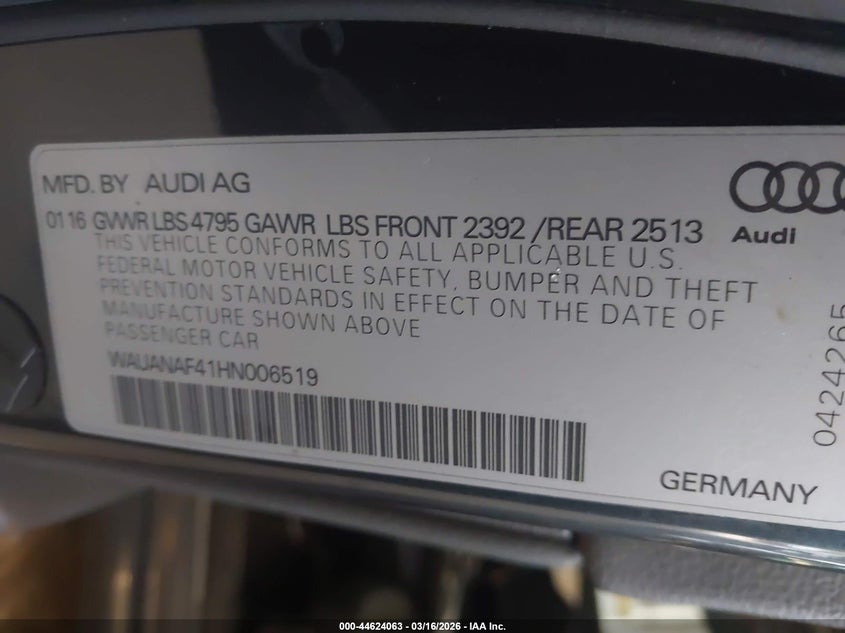 MFD. BY AUDI AG
Audi
01 16 GVWR LBS 4795 GAWR LBS FRONT 2392 /REAR 2513
THIS VEHICLE CONFORMS TO ALL APPLICABLE U.S.
FEDERAL MOTOR VEHICLE SAFETY, BUMPER AND THEFT
PREVENTION STANDARDS IN EFFECT ON THE DATE OF
MANUFACTURE SHOWN ABOVE
PASSENGER CAR
WAUANAF41HN006519
0424265
GERMANY
000-44624063 - 03/16/2026 - IAA Inc.